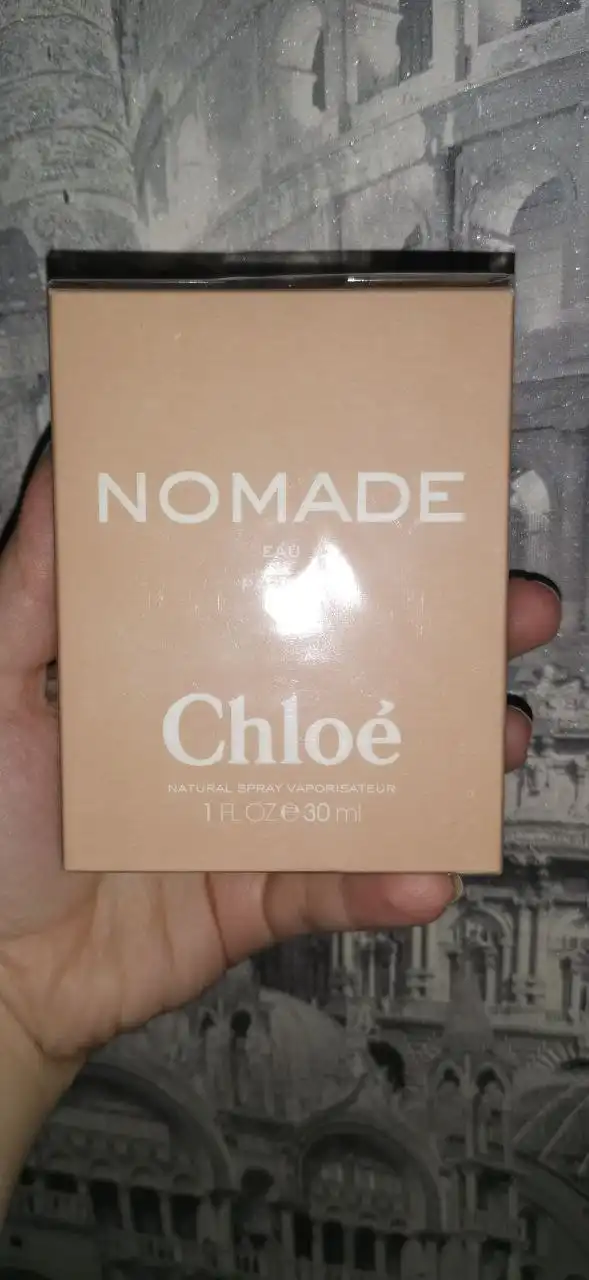 NOMADE
EAU
Chloé
NATURAL SPRAY VAPORISATEUR
1 FL OZ e 30 ml